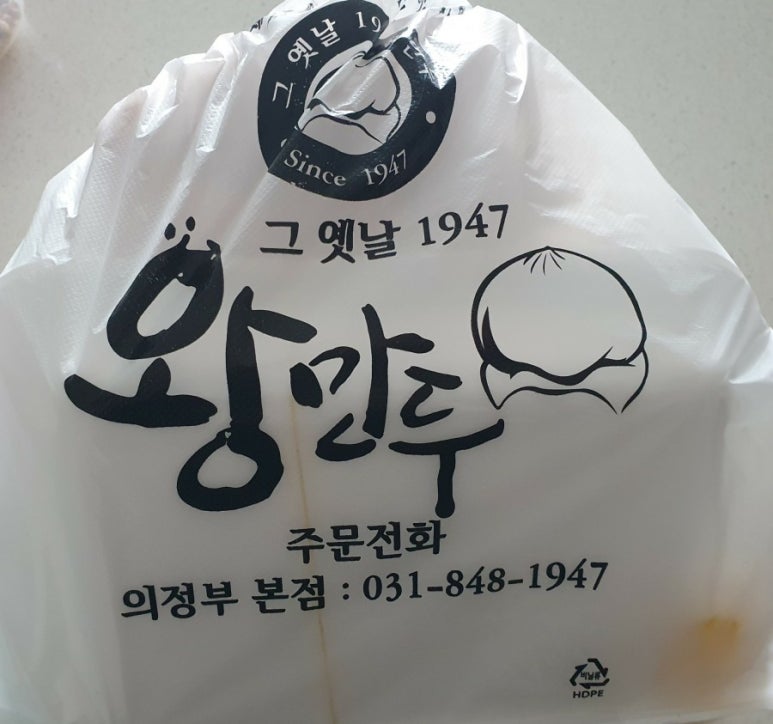 그 옛날 19
Since 1947
그 옛날 1947
왕만두
주문전화
의정부 본점 : 031-848-1947
비닐류
HDPE